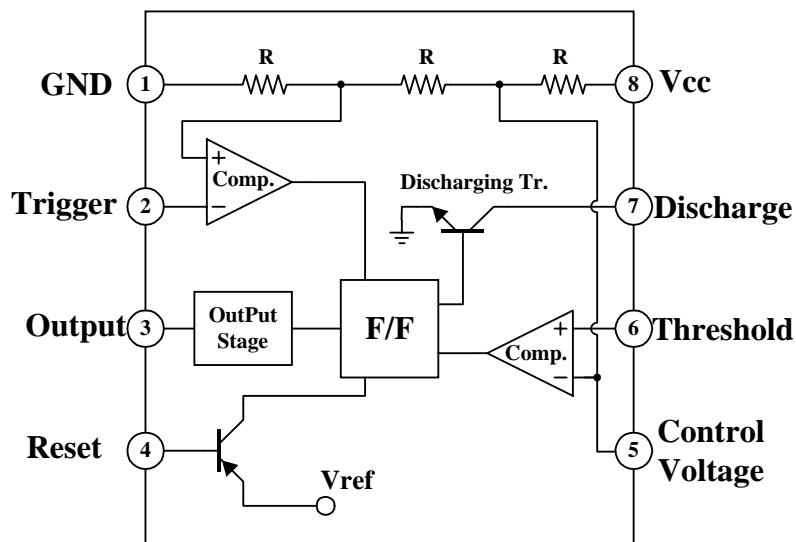 R R R
GND 1 8 Vcc
+
Comp.
−
Trigger 2
Discharging Tr.
7 Discharge
Output 3
OutPut
Stage
F/F
+
Comp.
−
6 Threshold
Reset 4
Vref
5 Control
Voltage